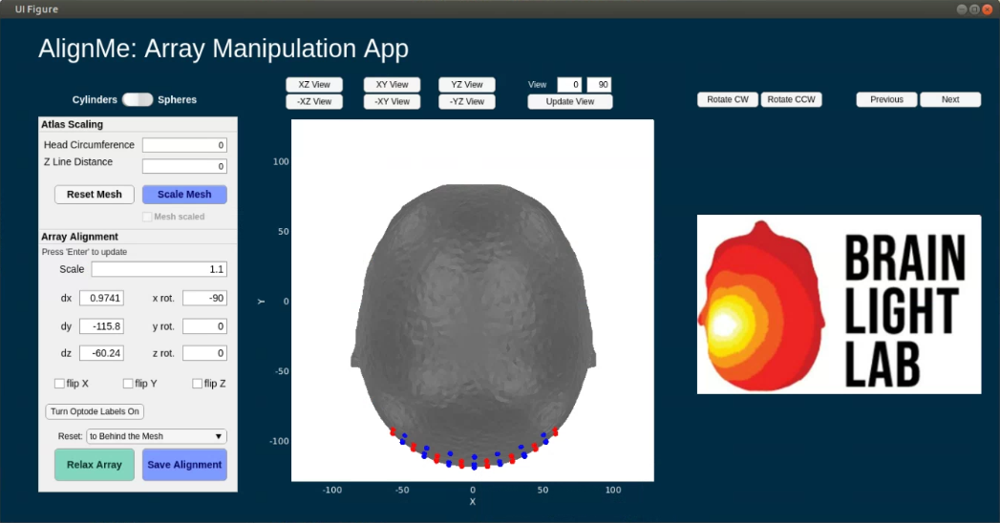 UI Figure
AlignMe: Array Manipulation App
Cylinders Spheres
XZ View XY View YZ View View 0 90
-XZ View -XY View -YZ View Update View
Rotate CW Rotate CCW Previous Next
Atlas Scaling
Head Circumference 0
Z Line Distance 0
Reset Mesh Scale Mesh
Mesh scaled
Array Alignment
Press 'Enter' to update
Scale 1.1
dx 0.9741 x rot. -90
dy -115.8 y rot. 0
dz -60.24 z rot. 0
flip X flip Y flip Z
Turn Optode Labels On
Reset: to Behind the Mesh
Relax Array Save Alignment
100
50
0
-50
-100
Y
-100 -50 0 50 100
X
BRAIN
LIGHT
LAB